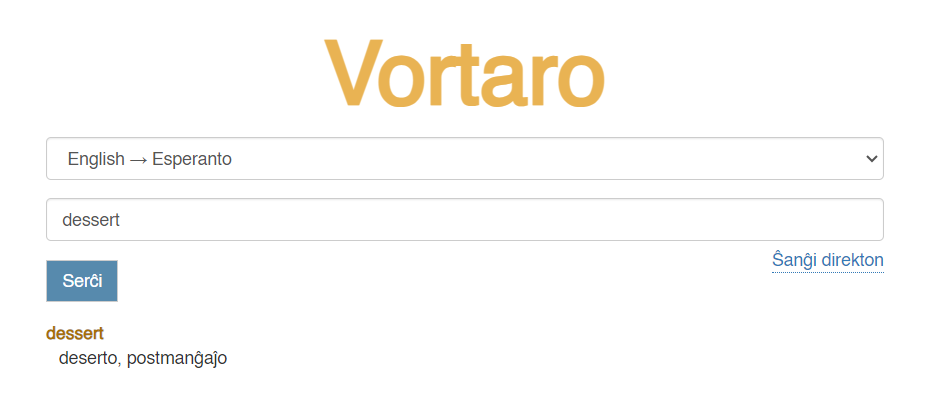 Vortaro
English → Esperanto
dessert
Ŝanĝi direkton
Serĉi
dessert
deserto, postmanĝaĵo